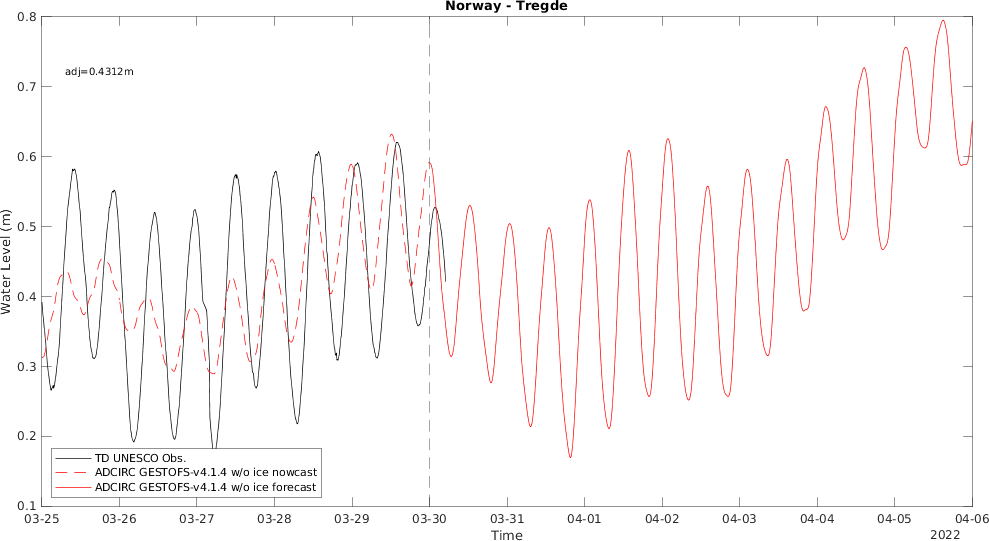 Norway - Tregde
0.8
adj=0.4312m
0.7
0.6
0.5
0.4
0.3
0.2
0.1
Water Level (m)
TD UNESCO Obs.
ADCIRC GESTOFS-v4.1.4 w/o ice nowcast
ADCIRC GESTOFS-v4.1.4 w/o ice forecast
03-25 03-26 03-27 03-28 03-29 03-30 03-31 04-01 04-02 04-03 04-04 04-05 04-06
Time
2022